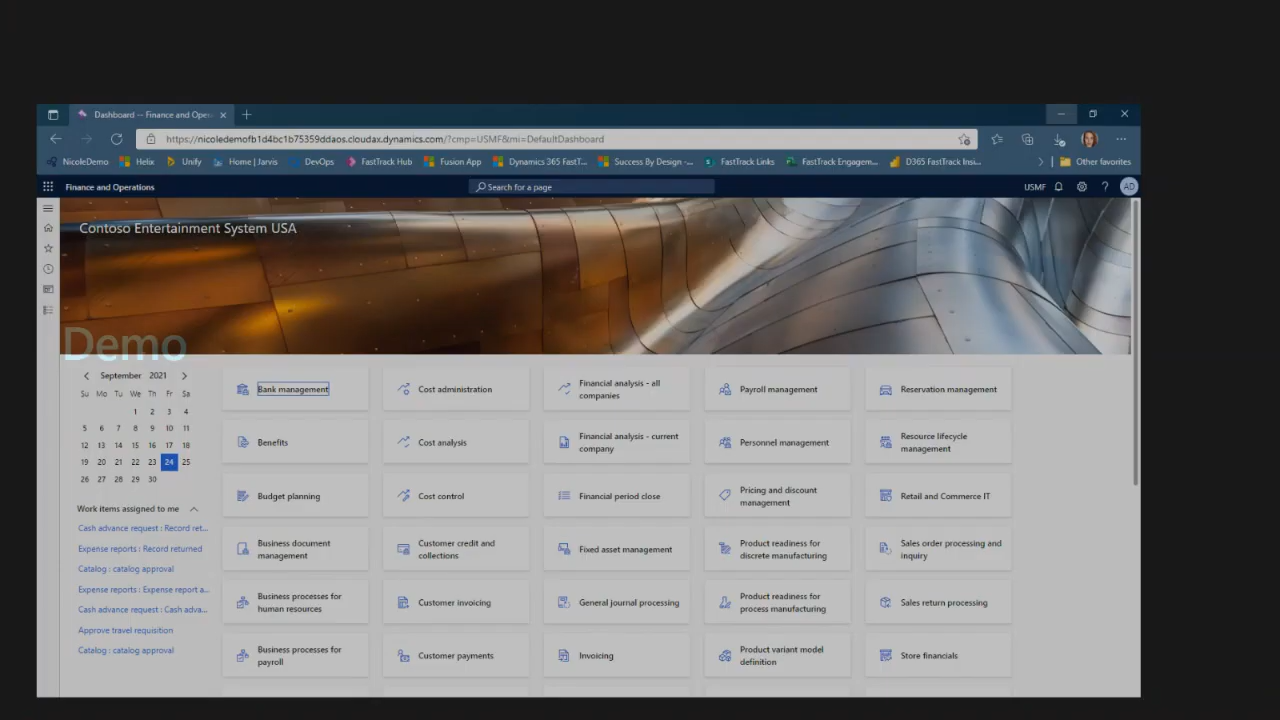 Dashboard -- Finance and Oper
https://nicoledemofb1d4bc1b75359ddaos.cloudax.dynamics.com/?cmp=USMF&mi=DefaultDashboard
NicoleDemo Helix Unify Home | Jarvis DevOps FastTrack Hub Fusion App Dynamics 365 FastT... Success By Design -... FastTrack Links FastTrack Engagem... D365 FastTrack Insi... Other favorites
Finance and Operations Search for a page USMF ? AD
Contoso Entertainment System USA
Demo
September 2021
Su Mo Tu We Th Fr Sa
1 2 3 4
5 6 7 8 9 10 11
12 13 14 15 16 17 18
19 20 21 22 23 24 25
26 27 28 29 30
Work items assigned to me
Cash advance request : Record ret...
Expense reports : Record returned
Catalog : catalog approval
Expense reports : Expense report a...
Cash advance request : Cash adva...
Approve travel requisition
Catalog : catalog approval
Bank management
Cost administration
Financial analysis - all
companies
Payroll management
Reservation management
Benefits
Cost analysis
Financial analysis - current
company
Personnel management
Resource lifecycle
management
Budget planning
Cost control
Financial period close
Pricing and discount
management
Retail and Commerce IT
Business document
management
Customer credit and
collections
Fixed asset management
Product readiness for
discrete manufacturing
Sales order processing and
inquiry
Business processes for
human resources
Customer invoicing
General journal processing
Product readiness for
process manufacturing
Sales return processing
Business processes for
payroll
Customer payments
Invoicing
Product variant model
definition
Store financials